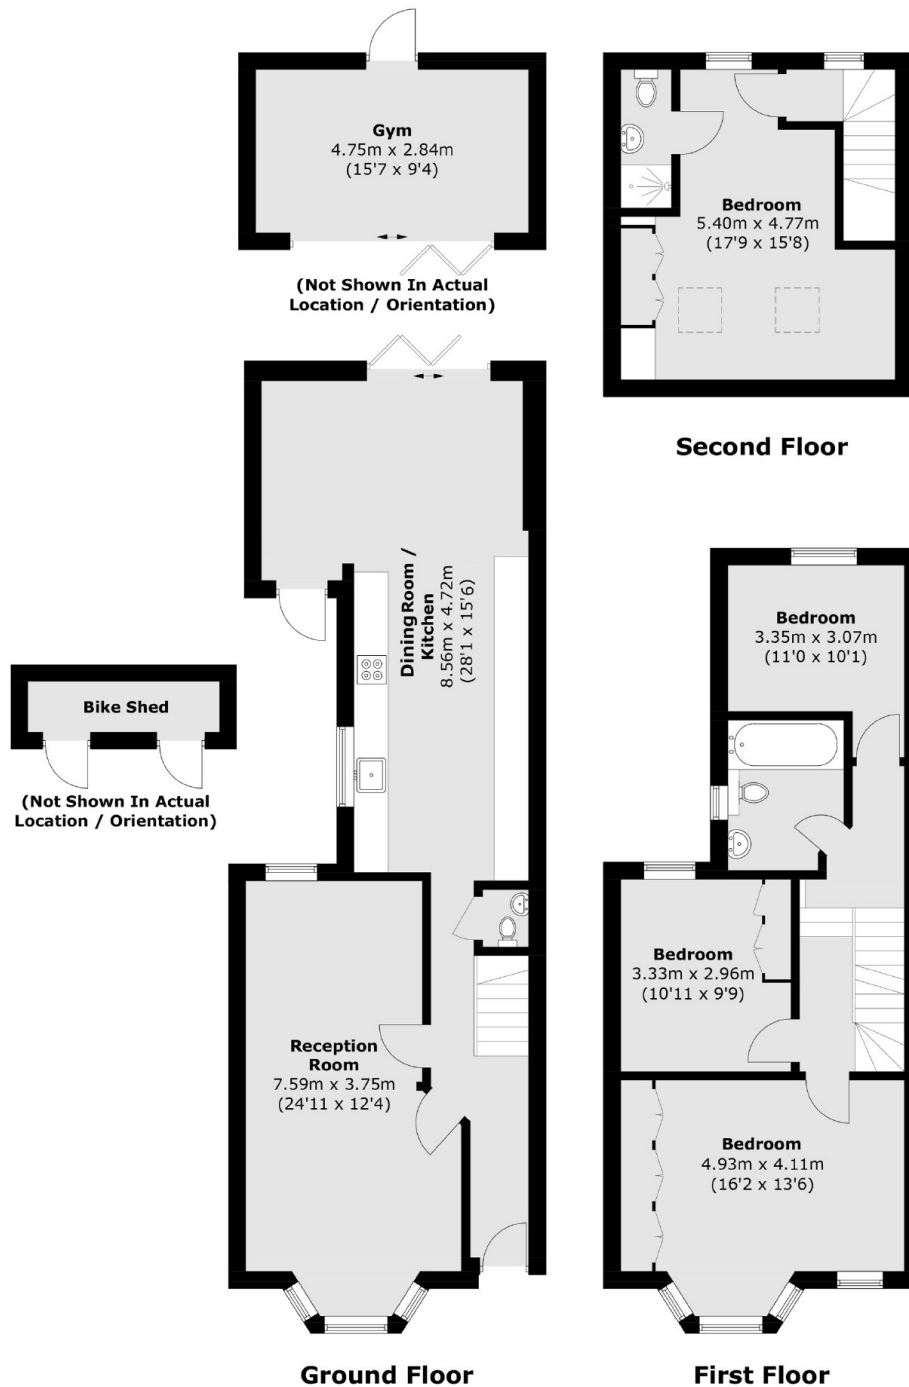 Gym
4.75m x 2.84m
(15'7 x 9'4)
(Not Shown In Actual
Location / Orientation)
Bedroom
5.40m x 4.77m
(17'9 x 15'8)
Second Floor
Dining Room /
Kitchen
8.56m x 4.72m
(28'1 x 15'6)
Bike Shed
(Not Shown In Actual
Location / Orientation)
Reception
Room
7.59m x 3.75m
(24'11 x 12'4)
Ground Floor
Bedroom
3.35m x 3.07m
(11'0 x 10'1)
Bedroom
3.33m x 2.96m
(10'11 x 9'9)
Bedroom
4.93m x 4.11m
(16'2 x 13'6)
First Floor